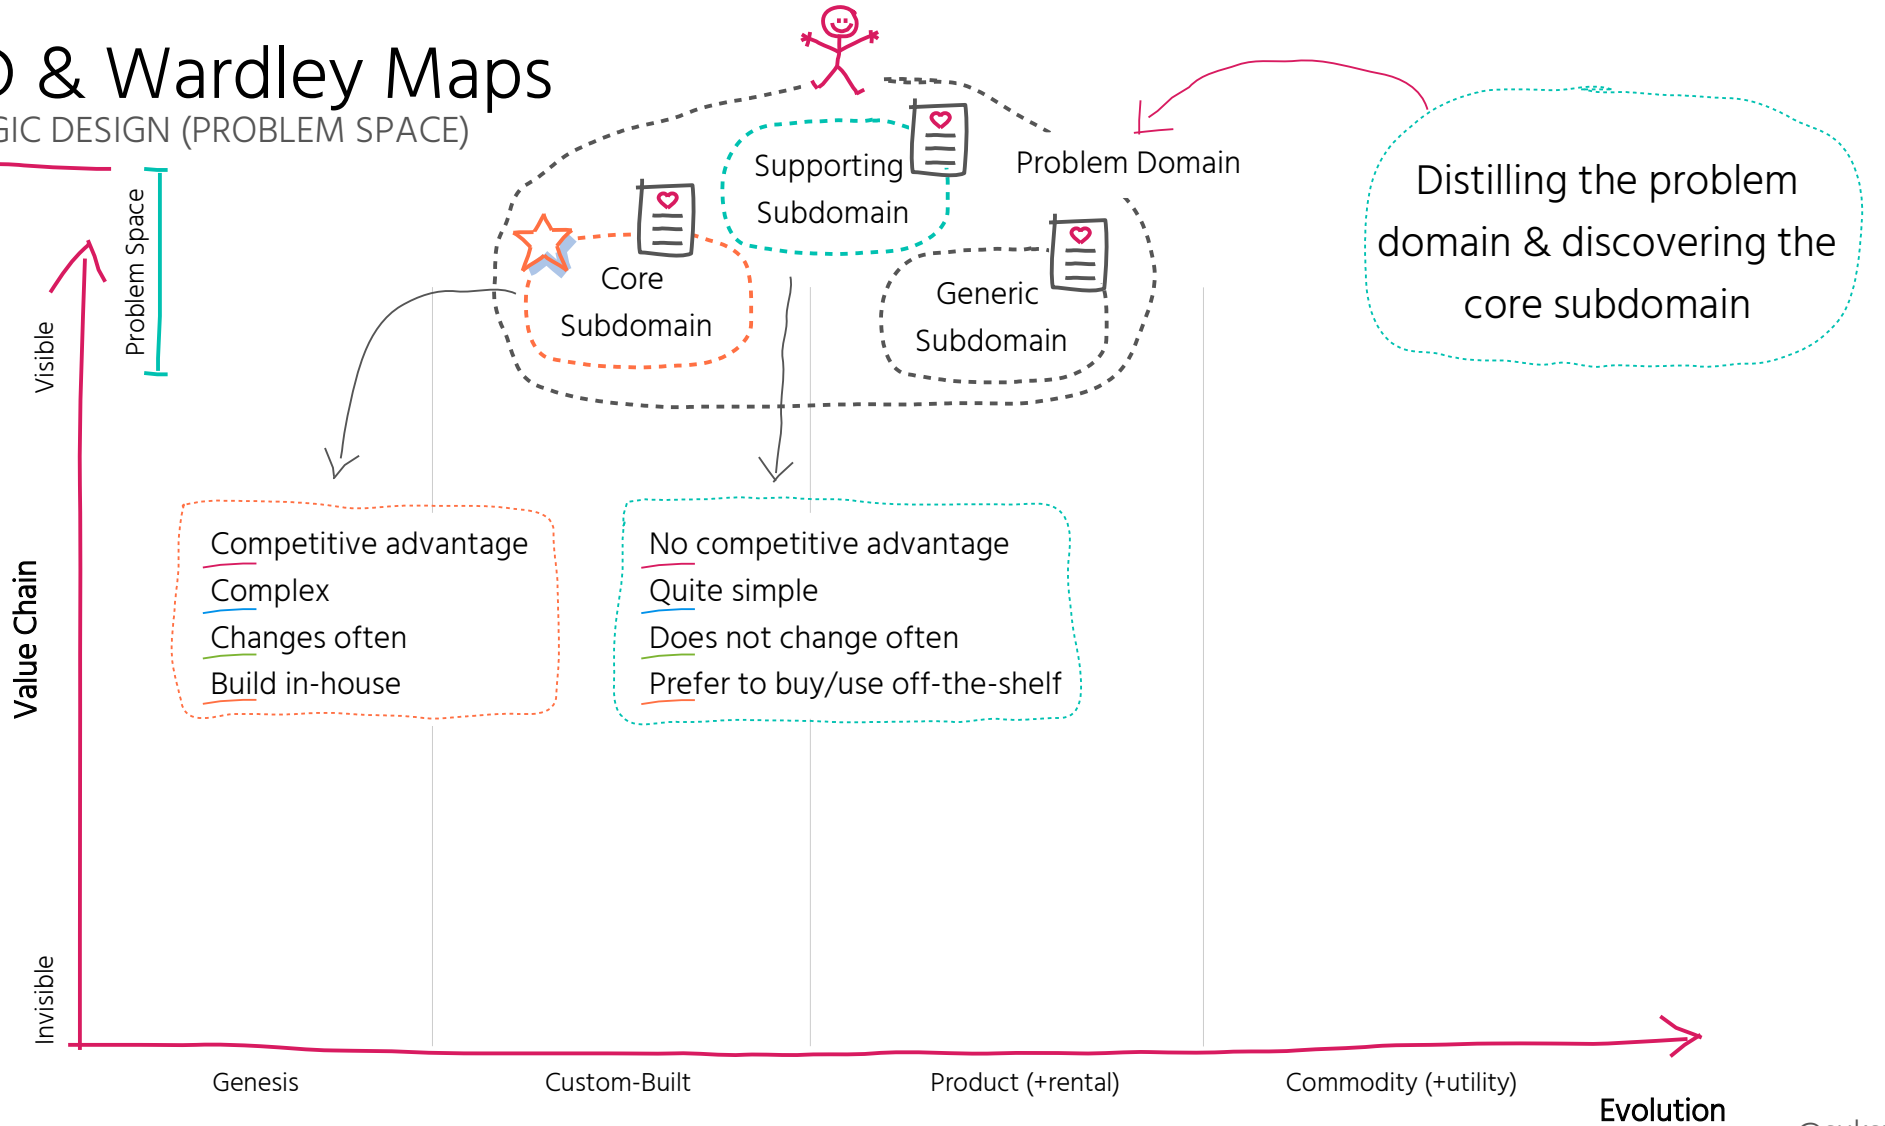 & Wardley Maps
DESIGN (PROBLEM SPACE)
Problem Space
Visible
Value Chain
Invisible
Supporting
Subdomain
Core
Subdomain
Generic
Subdomain
Problem Domain
Distilling the problem
domain & discovering the
core subdomain
Competitive advantage
Complex
Changes often
Build in-house
No competitive advantage
Quite simple
Does not change often
Prefer to buy/use off-the-shelf
Genesis
Custom-Built
Product (+rental)
Commodity (+utility)
Evolution